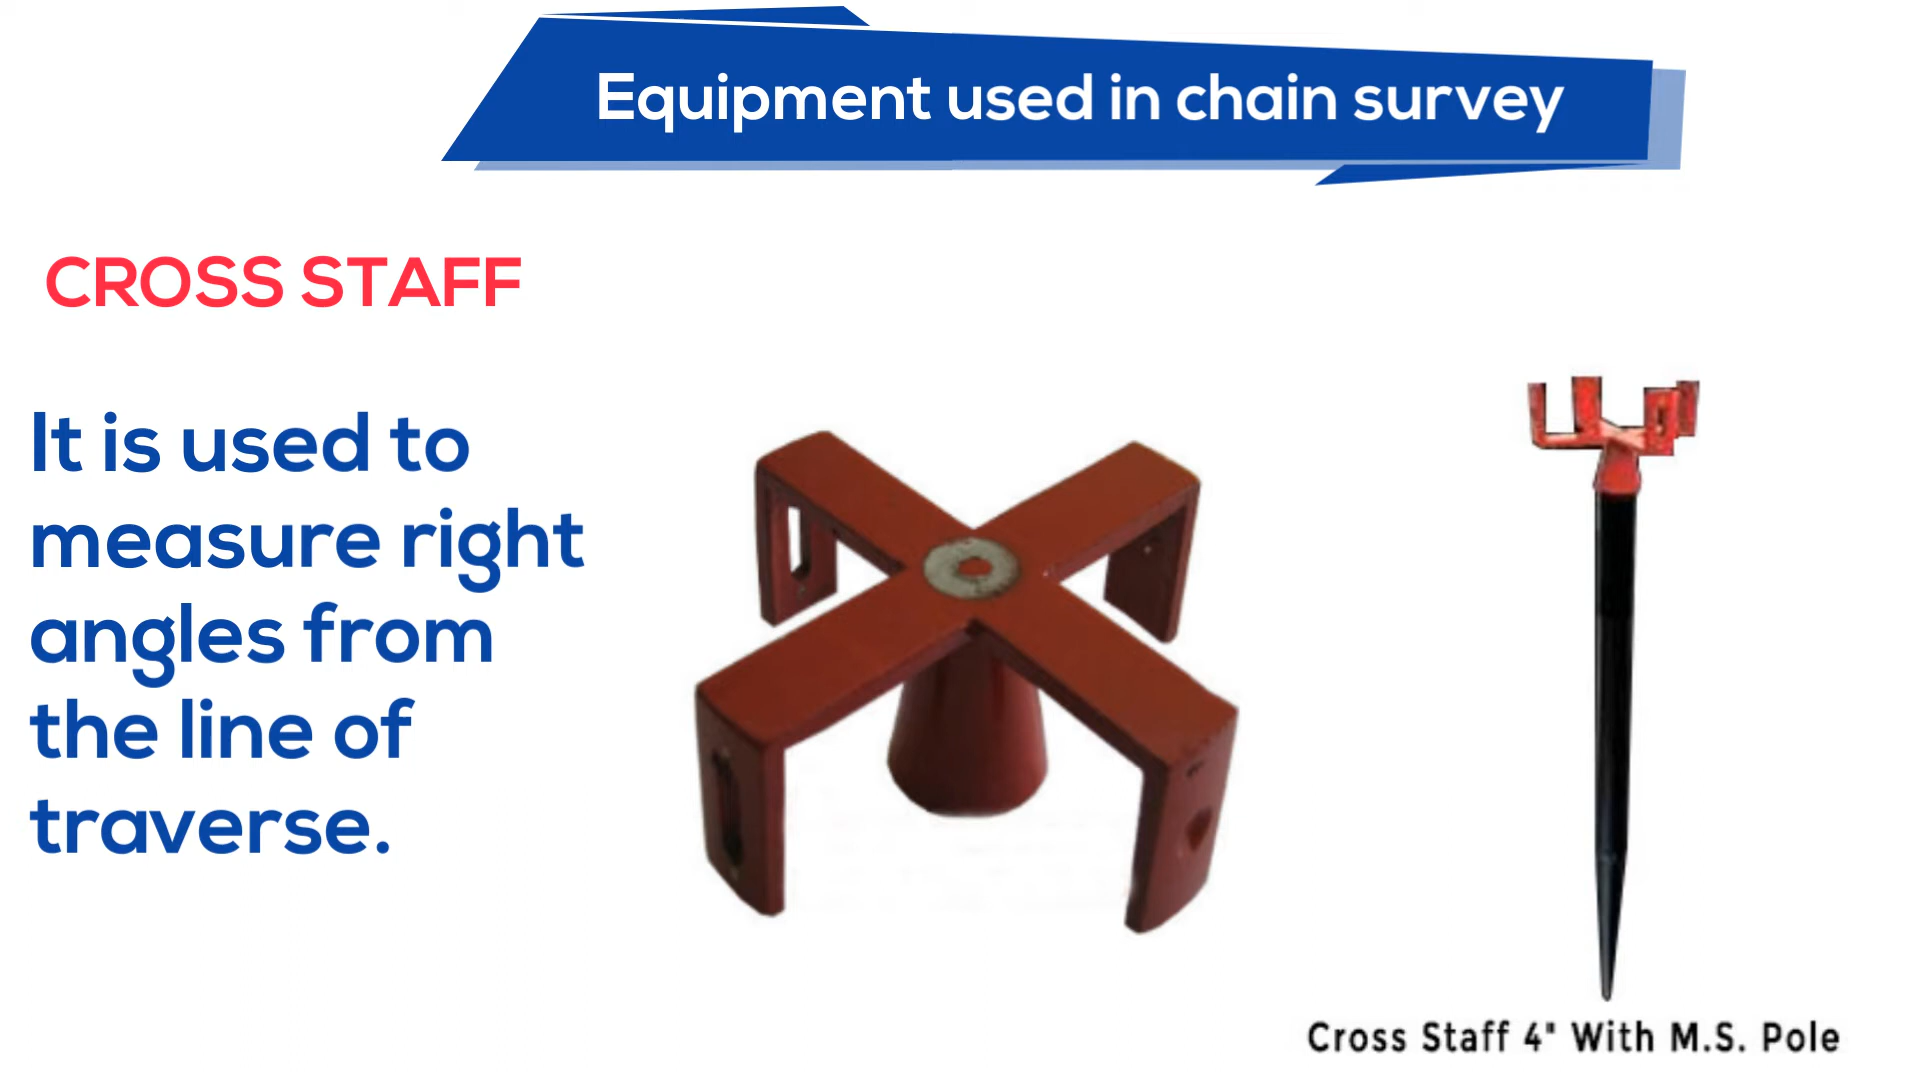 Equipment used in chain survey
CROSS STAFF
It is used to
measure right
angles from
the line of
traverse.
Cross Staff 4" With M.S. Pole